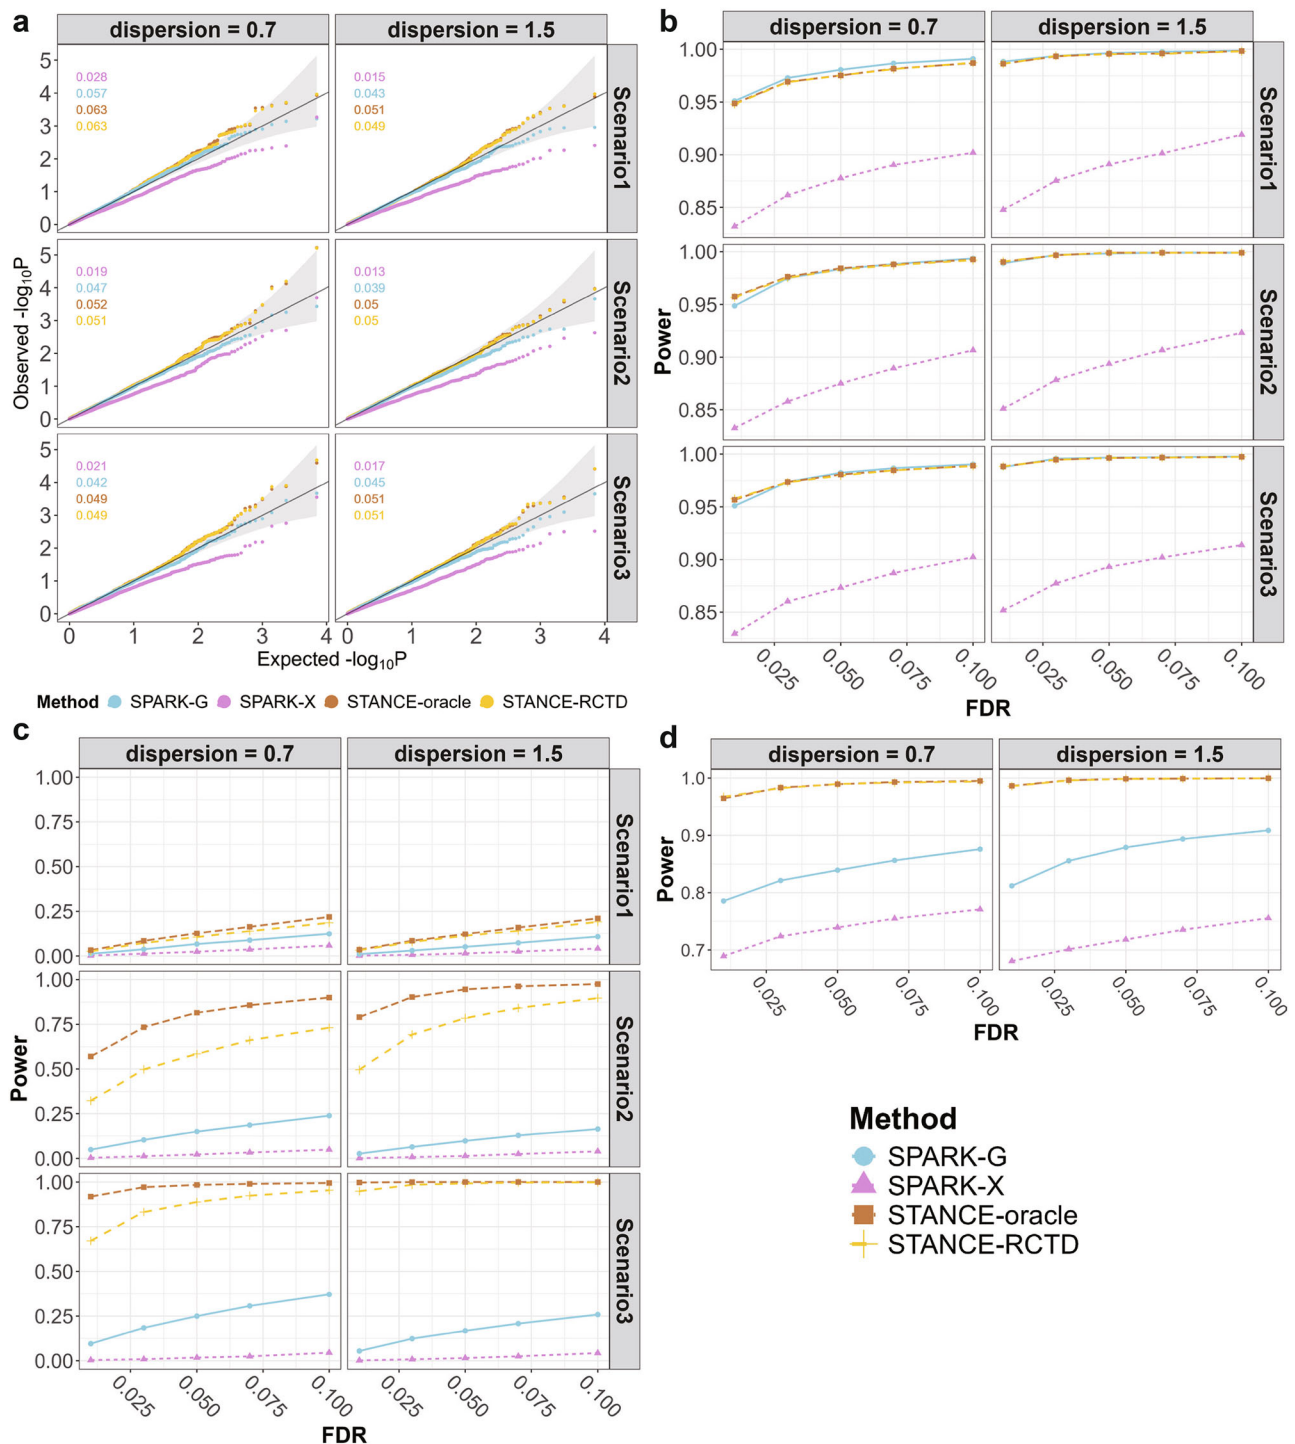 a
dispersion = 0.7 dispersion = 1.5
5
4
3
2
1
0
0.028
0.057
0.063
0.063
0.015
0.043
0.051
0.049
Scenario1
5
4
3
2
1
0
0.019
0.047
0.052
0.051
0.013
0.039
0.05
0.05
Scenario2
Observed -log10P
5
4
3
2
1
0
0.021
0.042
0.049
0.049
0.017
0.045
0.051
0.051
Scenario3
0 1 2 3 4 0 1 2 3 4
Expected -log10P
Method SPARK-G SPARK-X STANCE-oracle STANCE-RCTD
b
dispersion = 0.7 dispersion = 1.5
1.00
0.95
0.90
0.85
Scenario1
1.00
0.95
0.90
0.85
Scenario2
Power
1.00
0.95
0.90
0.85
Scenario3
0.025 0.050 0.075 0.100 0.025 0.050 0.075 0.100
FDR
c
dispersion = 0.7 dispersion = 1.5
1.00
0.75
0.50
0.25
0.00
Scenario1
1.00
0.75
0.50
0.25
0.00
Scenario2
Power
1.00
0.75
0.50
0.25
0.00
Scenario3
0.025 0.050 0.075 0.100 0.025 0.050 0.075 0.100
FDR
d
dispersion = 0.7 dispersion = 1.5
1.0
0.9
0.8
0.7
Power
0.025 0.050 0.075 0.100 0.025 0.050 0.075 0.100
FDR
Method
SPARK-G
SPARK-X
STANCE-oracle
STANCE-RCTD